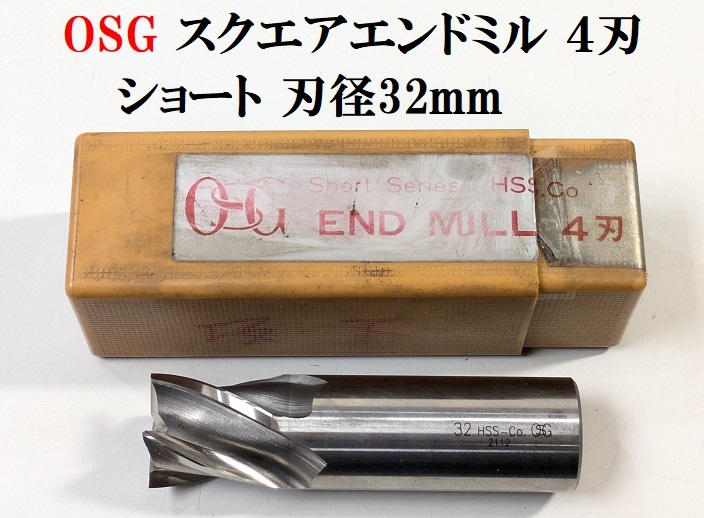 OSG スクエアエンドミル 4刃
ショート 刃径32mm
OSG Short Series HSS.Co
END MILL 4刃
32 HSS-Co. OSG
2112